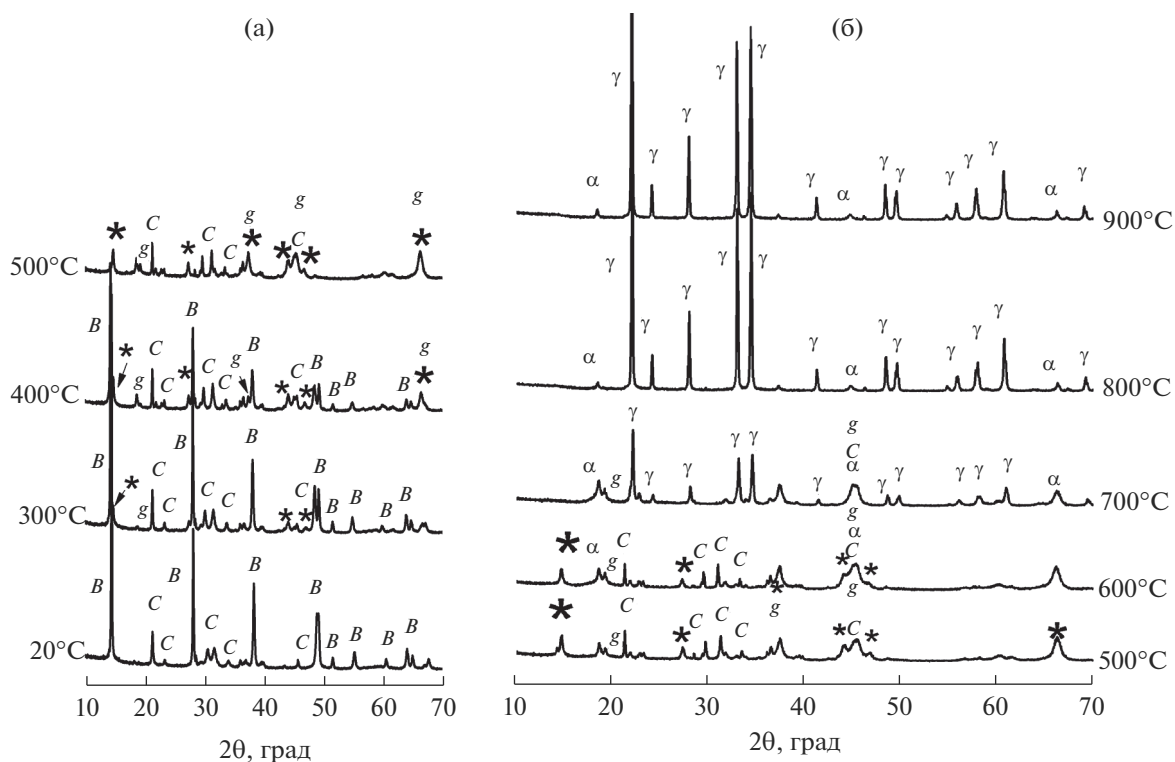 (а)
(б)
γ γ γ
γ γ γ γ
α γ α γ γ γ γ γ α γ
900°C
g g
C g C C g
500°C
γ γ γ
B B
γ γ γ γ γ γ γ
α α α γ
800°C
B C C C C g B C B B B g
g
400°C
γ
g
C
α g γ γ γ γ α γ γ γ γ γ α
700°C
B B B
C C C C C B B B B
g
300°C
g
α
C
α g C C C C
g
600°C
B B B
C C C C C B B B B
20°C
C
g C C C g C
500°C
10 20 30 40 50 60 70
2θ, град
10 20 30 40 50 60 70
2θ, град